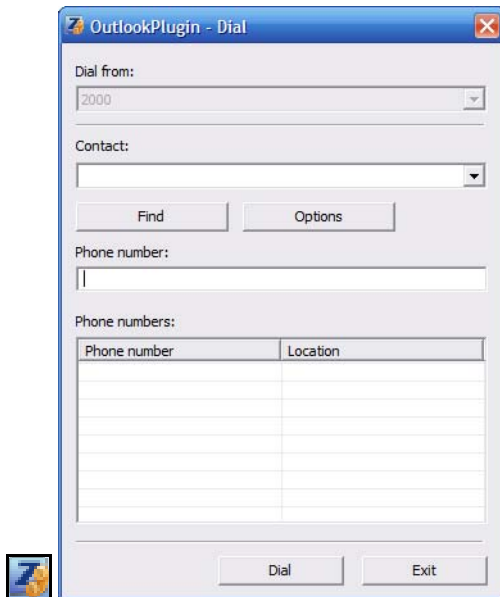 OutlookPlugin - Dial
Dial from:
2000
Contact:
Find Options
Phone number:
Phone numbers:
Phone number Location
Dial Exit